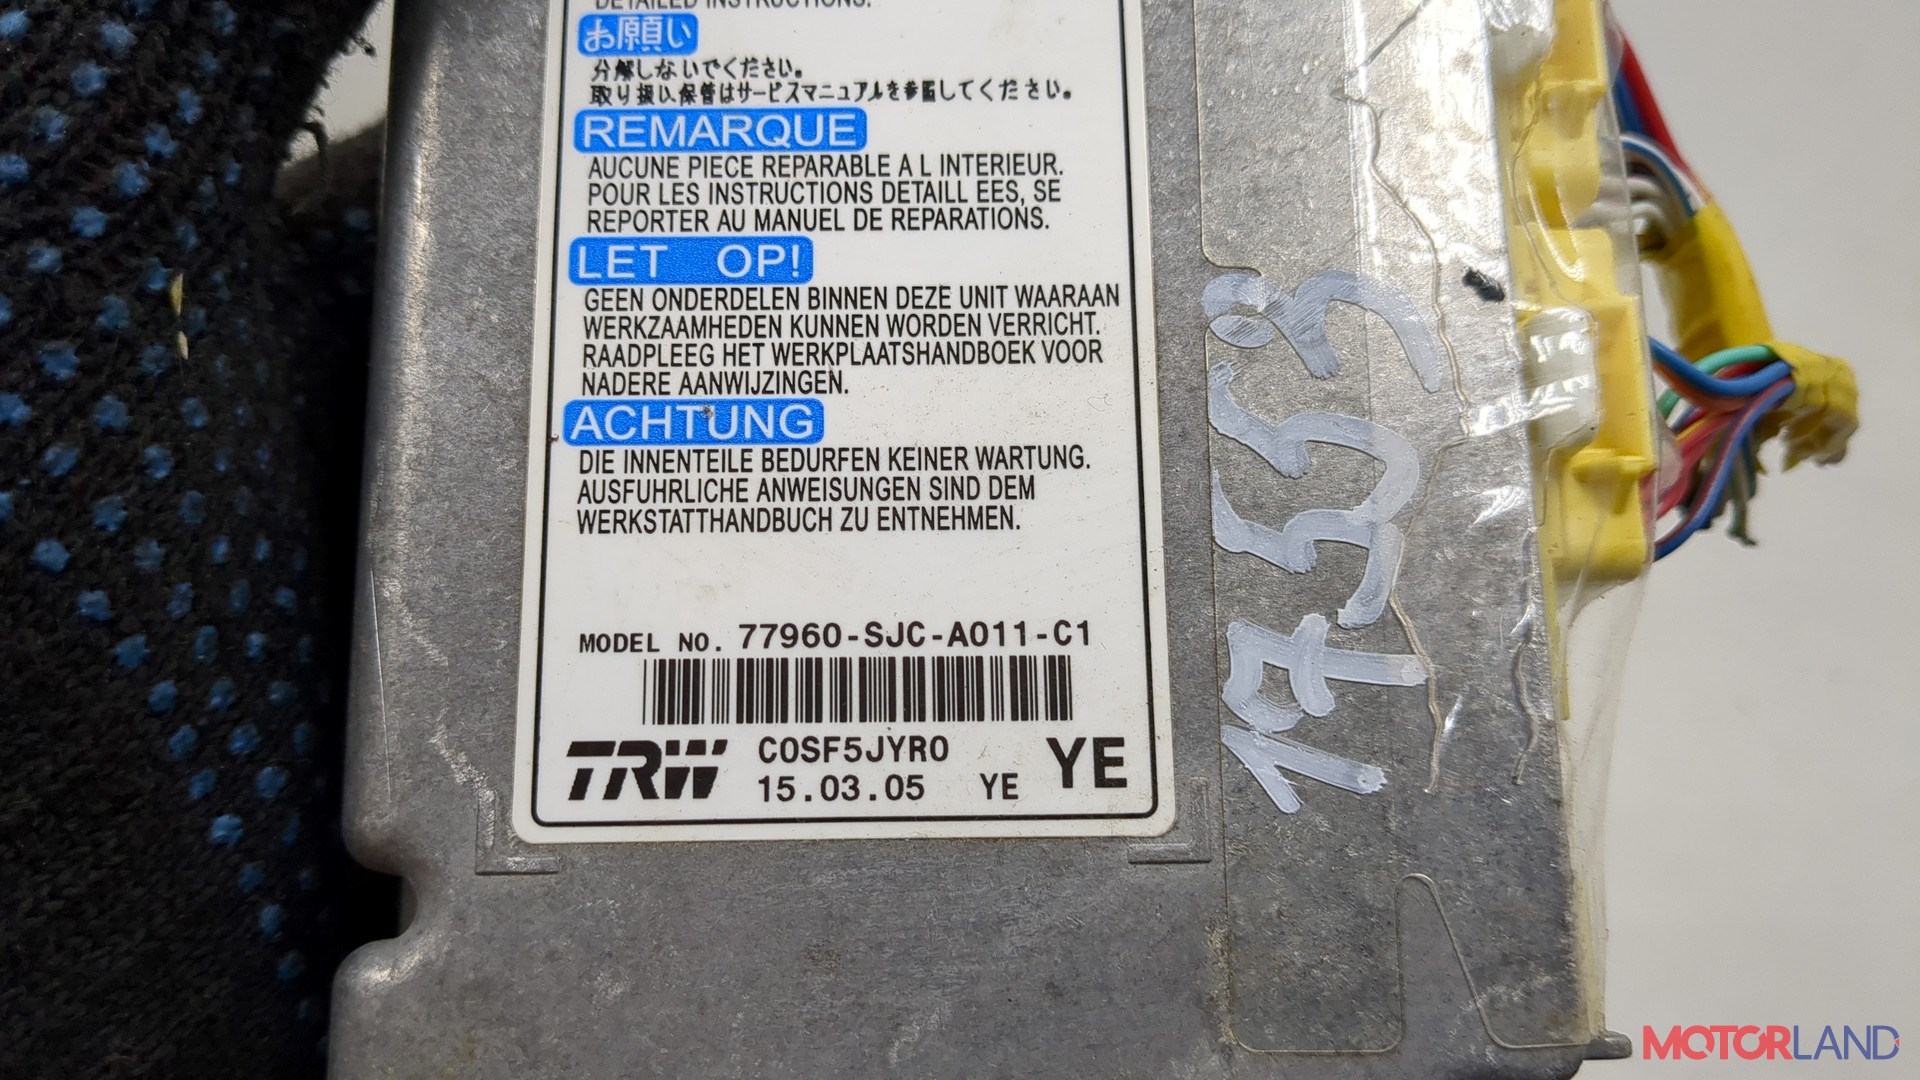 DETAILED INSTRUCTIONS.
お願い
分解しないでください。
取り扱い保管はサービスマニュアルを参照してください。
REMARQUE
AUCUNE PIECE REPARABLE A L INTERIEUR.
POUR LES INSTRUCTIONS DETAILL EES, SE
REPORTER AU MANUEL DE REPARATIONS.
LET OP!
GEEN ONDERDELEN BINNEN DEZE UNIT WAARAAN
WERKZAAMHEDEN KUNNEN WORDEN VERRICHT.
RAADPLEEG HET WERKPLAATSHANDBOEK VOOR
NADERE AANWIJZINGEN.
ACHTUNG
DIE INNENTEILE BEDURFEN KEINER WARTUNG.
AUSFUHRLICHE ANWEISUNGEN SIND DEM
WERKSTATTHANDBUCH ZU ENTNEHMEN.
MODEL NO. 77960-SJC-A011-C1
TRW C0SF5JYR0 YE
15.03.05 YE
MOTORLAND